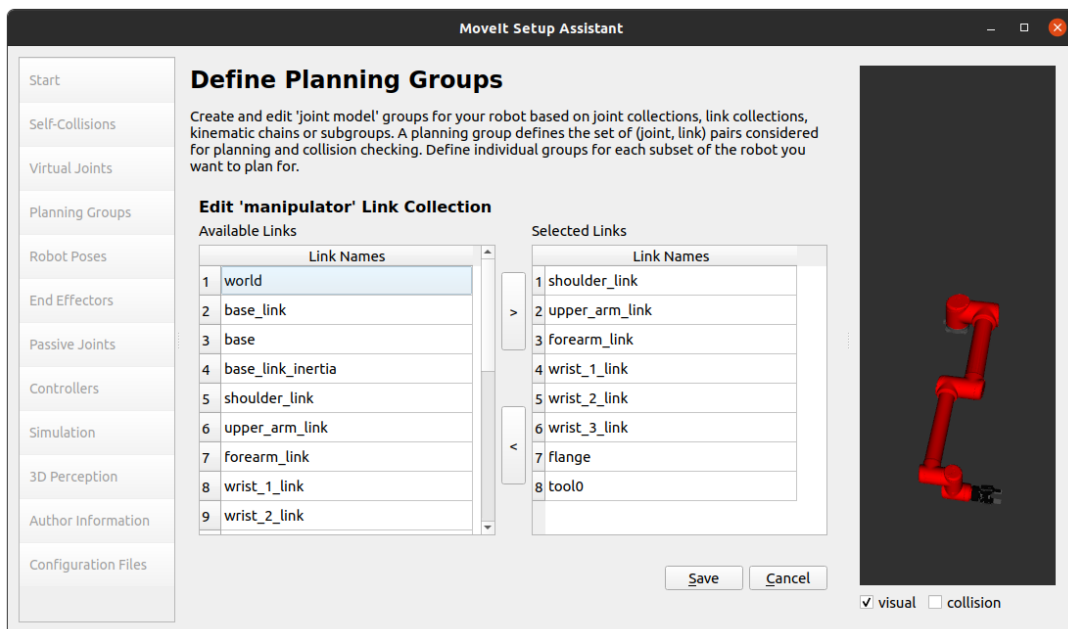 MoveIt Setup Assistant
Start
Self-Collisions
Virtual Joints
Planning Groups
Robot Poses
End Effectors
Passive Joints
Controllers
Simulation
3D Perception
Author Information
Configuration Files
Define Planning Groups
Create and edit 'joint model' groups for your robot based on joint collections, link collections,
kinematic chains or subgroups. A planning group defines the set of (joint, link) pairs considered
for planning and collision checking. Define individual groups for each subset of the robot you
want to plan for.
Edit 'manipulator' Link Collection
Available Links
Link Names
1 world
2 base_link
3 base
4 base_link_inertia
5 shoulder_link
6 upper_arm_link
7 forearm_link
8 wrist_1_link
9 wrist_2_link
>
<
Selected Links
Link Names
1 shoulder_link
2 upper_arm_link
3 forearm_link
4 wrist_1_link
5 wrist_2_link
6 wrist_3_link
7 flange
8 tool0
Save Cancel
visual collision